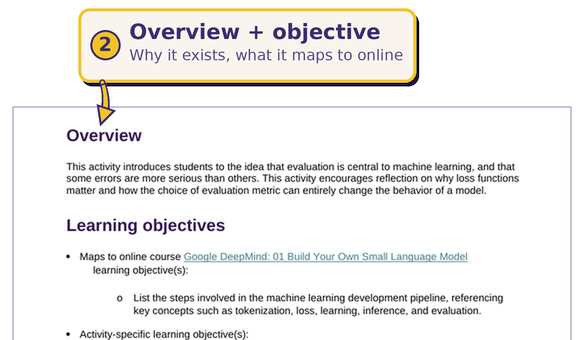 2
Overview + objective
Why it exists, what it maps to online
Overview
This activity introduces students to the idea that evaluation is central to machine learning, and that
some errors are more serious than others. This activity encourages reflection on why loss functions
matter and how the choice of evaluation metric can entirely change the behavior of a model.
Learning objectives
• Maps to online course Google DeepMind: 01 Build Your Own Small Language Model
learning objective(s):
o List the steps involved in the machine learning development pipeline, referencing
key concepts such as tokenization, loss, learning, inference, and evaluation.
• Activity-specific learning objective(s):